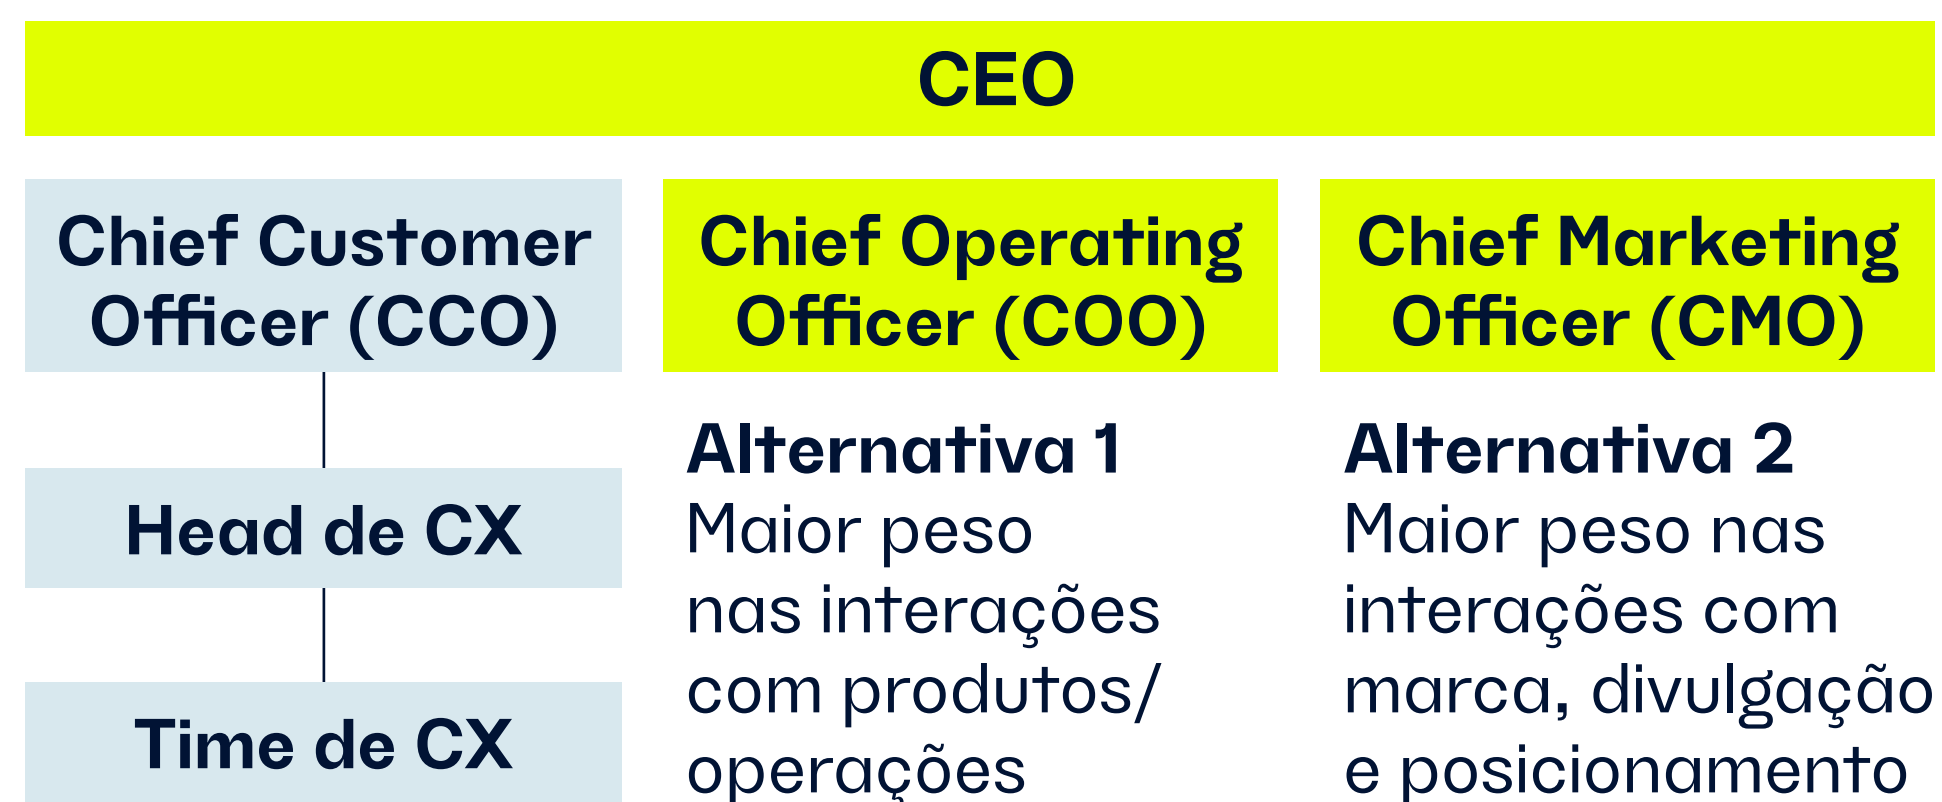 CEO
Chief Customer
Officer (CCO)
Head de CX
Time de CX
Chief Operating
Officer (COO)
Alternativa 1
Maior peso
nas interações
com produtos/
operações
Chief Marketing
Officer (CMO)
Alternativa 2
Maior peso nas
interações com
marca, divulgação
e posicionamento